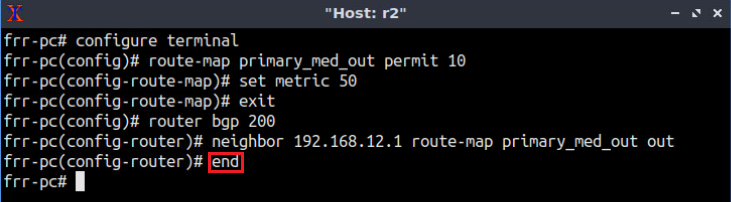 "Host: r2"
frr-pc# configure terminal
frr-pc(config)# route-map primary_med_out permit 10
frr-pc(config-route-map)# set metric 50
frr-pc(config-route-map)# exit
frr-pc(config)# router bgp 200
frr-pc(config-router)# neighbor 192.168.12.1 route-map primary_med_out out
frr-pc(config-router)# end
frr-pc#